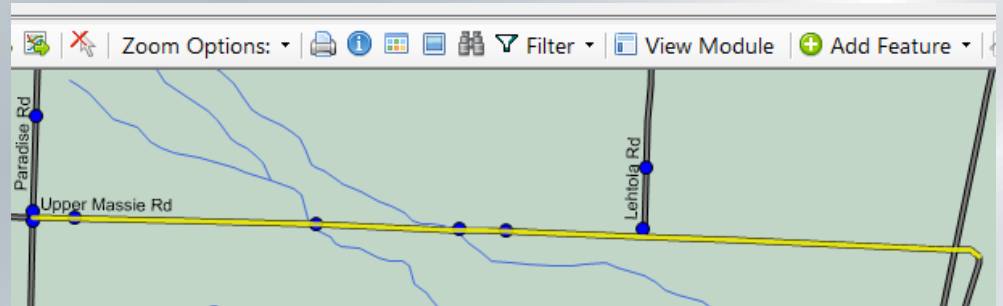 Zoom Options: Filter View Module Add Feature
Paradise Rd
Upper Massie Rd
Lehtola Rd